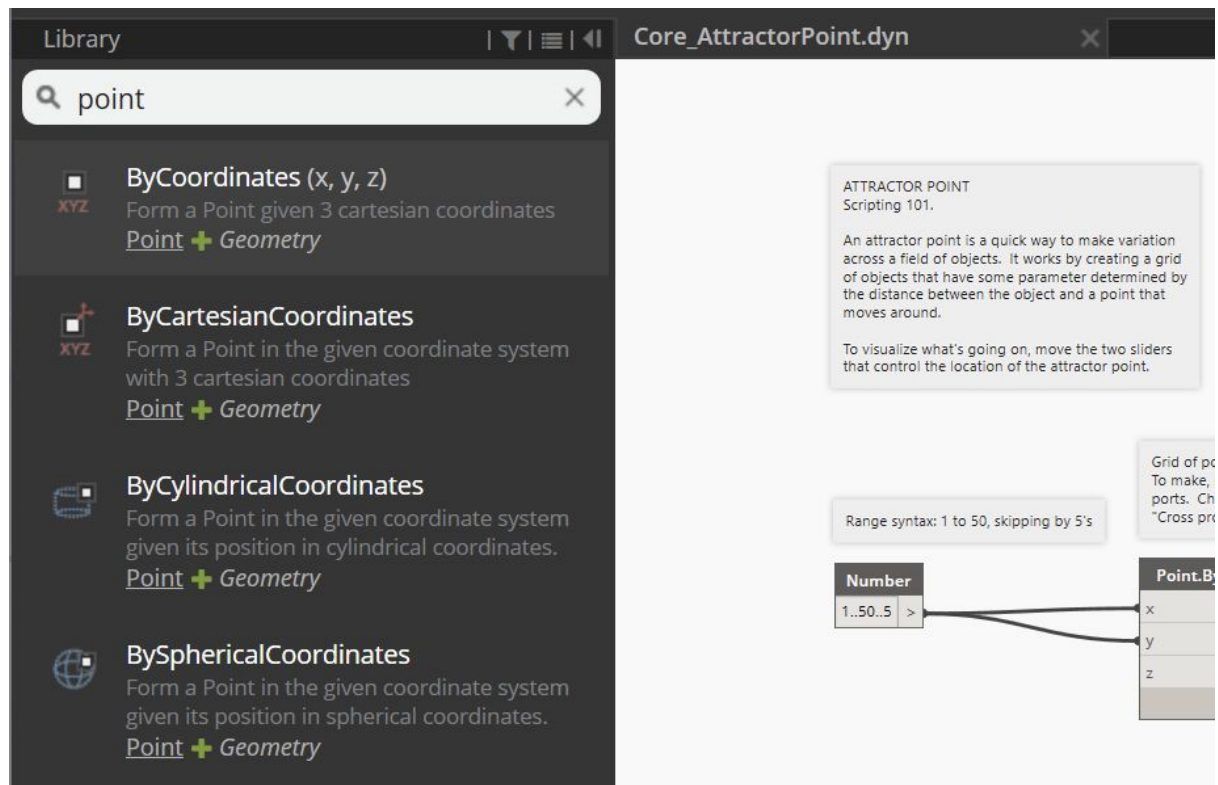 Library
point
ByCoordinates (x, y, z)
Form a Point given 3 cartesian coordinates
Point + Geometry
XYZ
ByCartesianCoordinates
Form a Point in the given coordinate system
with 3 cartesian coordinates
Point + Geometry
XYZ
ByCylindricalCoordinates
Form a Point in the given coordinate system
given its position in cylindrical coordinates.
Point + Geometry
BySphericalCoordinates
Form a Point in the given coordinate system
given its position in spherical coordinates.
Point + Geometry
Core_AttractorPoint.dyn
ATTRACTOR POINT
Scripting 101.
An attractor point is a quick way to make variation
across a field of objects.  It works by creating a grid
of objects that have some parameter determined by
the distance between the object and a point that
moves around.
To visualize what's going on, move the two sliders
that control the location of the attractor point.
Range syntax: 1 to 50, skipping by 5's
Number
1..50..5 >
Grid of po
To make,
ports.  Ch
"Cross pro
Point.By
x
y
z